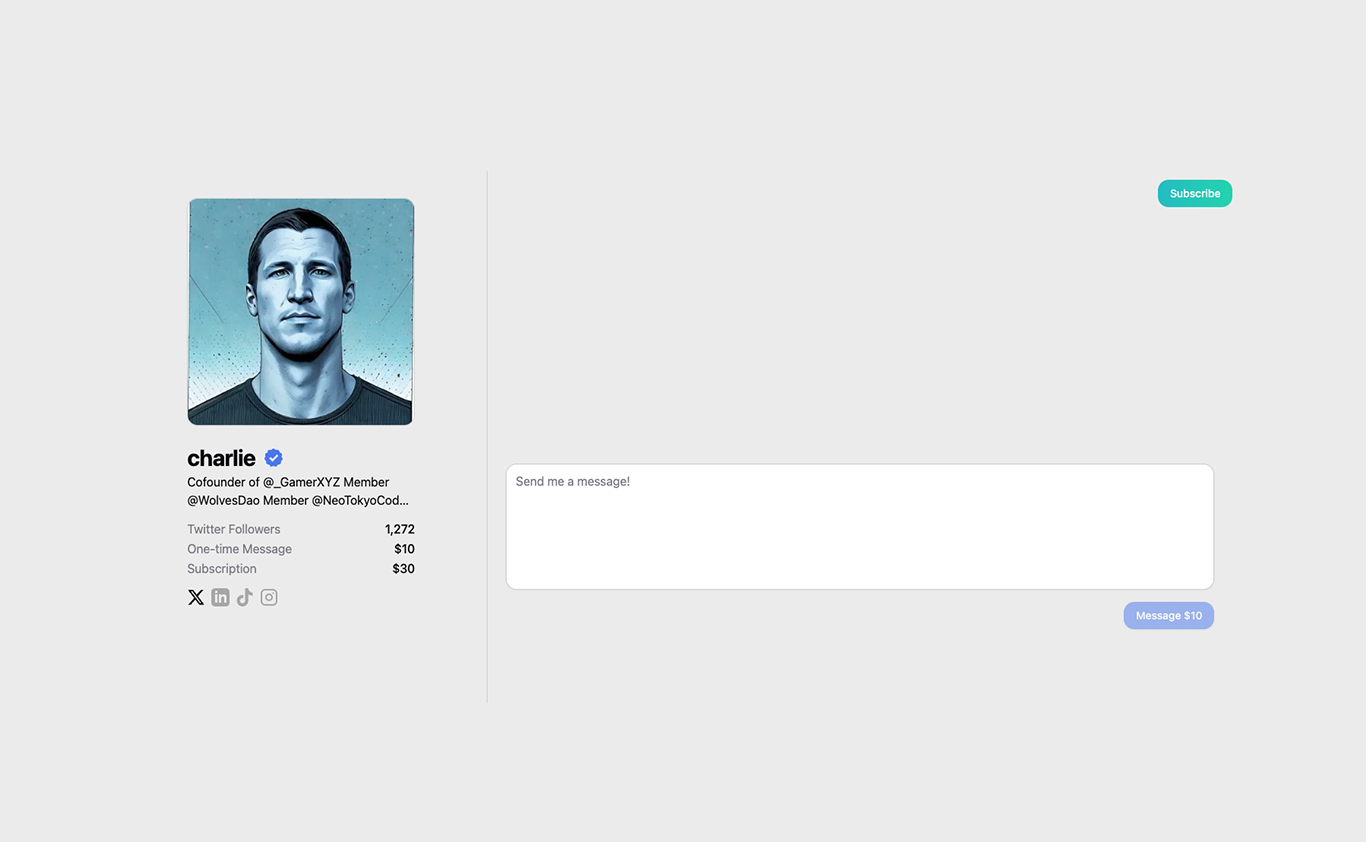 Subscribe
charlie
Cofounder of @_GamerXYZ Member
@WolvesDao Member @NeoTokyoCod...
Twitter Followers 1,272
One-time Message $10
Subscription $30
Send me a message!
Message $10